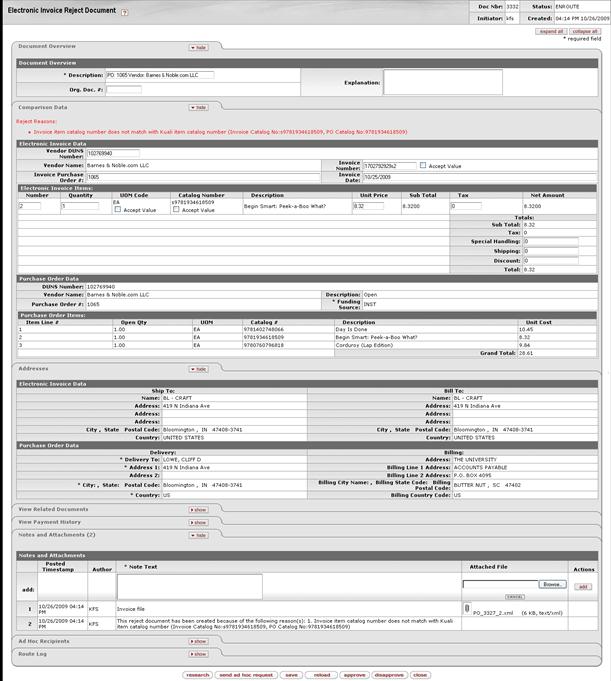 Electronic Invoice Reject Document ?
Doc Nbr: 3332 Status: ENROUTE
Initiator: kfs Created: 04:14 PM 10/26/2009
expand all collapse all
* required field
Document Overview hide
Document Overview
* Description: PO: 1065 Vendor: Barnes & Noble.com LLC
Explanation:
Org. Doc. #:
Comparison Data hide
Reject Reasons:
Invoice item catalog number does not match with Kuali item catalog number (Invoice Catalog No:s9781934618509, PO Catalog No:9781934618509)
Electronic Invoice Data
Vendor DUNS Number: 102769940
Vendor Name: Barnes & Noble.com LLC
Invoice Number: 1702792929x2 Accept Value
Invoice Purchase Order #: 1065
Invoice Date: 10/25/2009
Electronic Invoice Items:
Number Quantity UOM Code Catalog Number Description Unit Price Sub Total Tax Net Amount
2 1 EA Accept Value s9781934618509 Accept Value Begin Smart: Peek-a-Boo What? 8.32 8.3200 0 8.3200
Totals:
Sub Total: 8.32
Tax: 0
Special Handling: 0
Shipping: 0
Discount: 0
Total: 8.32
Purchase Order Data
DUNS Number: 102769940
Vendor Name: Barnes & Noble.com LLC
Description: Open
Purchase Order #: 1065
* Funding Source: INST
Purchase Order Items:
Item Line # Open Qty UOM Catalog # Description Unit Cost
1 1.00 EA 9781402748066 Day Is Done 10.45
2 1.00 EA 9781934618509 Begin Smart: Peek-a-Boo What? 8.32
3 1.00 EA 9780760796818 Corduroy (Lap Edition) 9.84
Grand Total: 28.61
Addresses hide
Electronic Invoice Data
Ship To: Bill To:
Name: BL - CRAFT Name: BL - CRAFT
Address: 419 N Indiana Ave Address: 419 N Indiana Ave
Address: Address:
Address: Address:
City , State Postal Code: Bloomington , IN 47408-3741 City , State Postal Code: Bloomington , IN 47408-3741
Country: UNITED STATES Country: UNITED STATES
Purchase Order Data
Delivery: Billing:
* Delivery To: LOWE, CLIFF D Address: THE UNIVERSITY
* Address 1: 419 N Indiana Ave Billing Line 1 Address: ACCOUNTS PAYABLE
Address 2: Billing Line 2 Address: P.O. BOX 4095
* City: , State: Postal Code: Bloomington , IN 47408-3741 Billing City Name: , Billing State Code: Billing Postal Code: BUTTER NUT , SC 47402
* Country: US Billing Country Code: US
View Related Documents show
View Payment History show
Notes and Attachments (2) hide
Notes and Attachments
Posted Timestamp Author * Note Text Attached File Actions
add: Browse... CANCEL add
1 10/26/2009 04:14 PM KFS Invoice file PO_3327_2.xml (6 KB, text/xml)
2 10/26/2009 04:14 PM KFS This reject document has been created because of the following reason(s): 1. Invoice item catalog number does not match with Kuali item catalog number (Invoice Catalog No:s9781934618509, PO Catalog No:9781934618509)
Ad Hoc Recipients show
Route Log show
research send ad hoc request save reload approve disapprove close